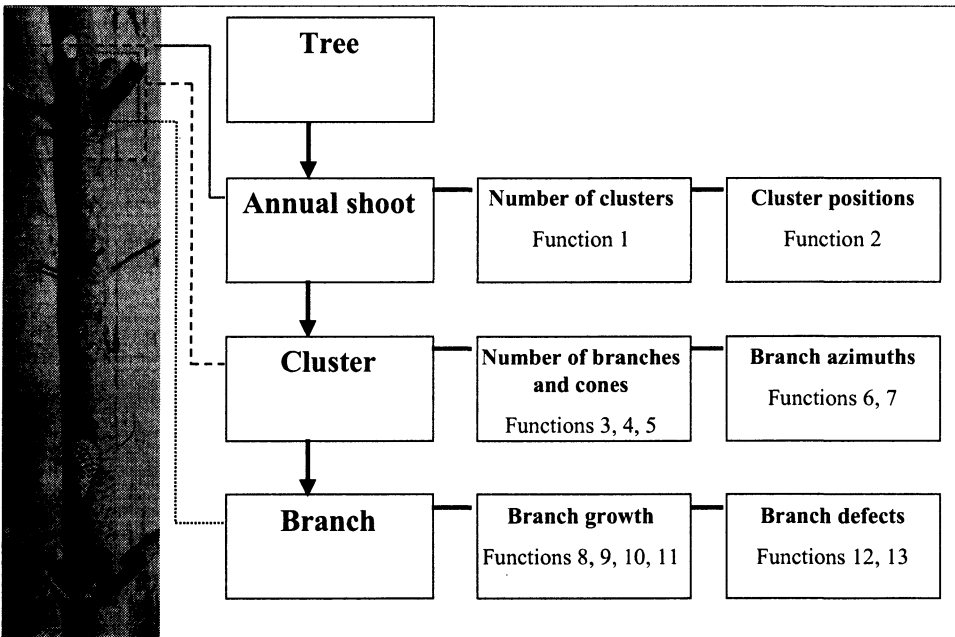 Tree
Annual shoot
Number of clusters
Function 1
Cluster positions
Function 2
Cluster
Number of branches
and cones
Functions 3, 4, 5
Branch azimuths
Functions 6, 7
Branch
Branch growth
Functions 8, 9, 10, 11
Branch defects
Functions 12, 13